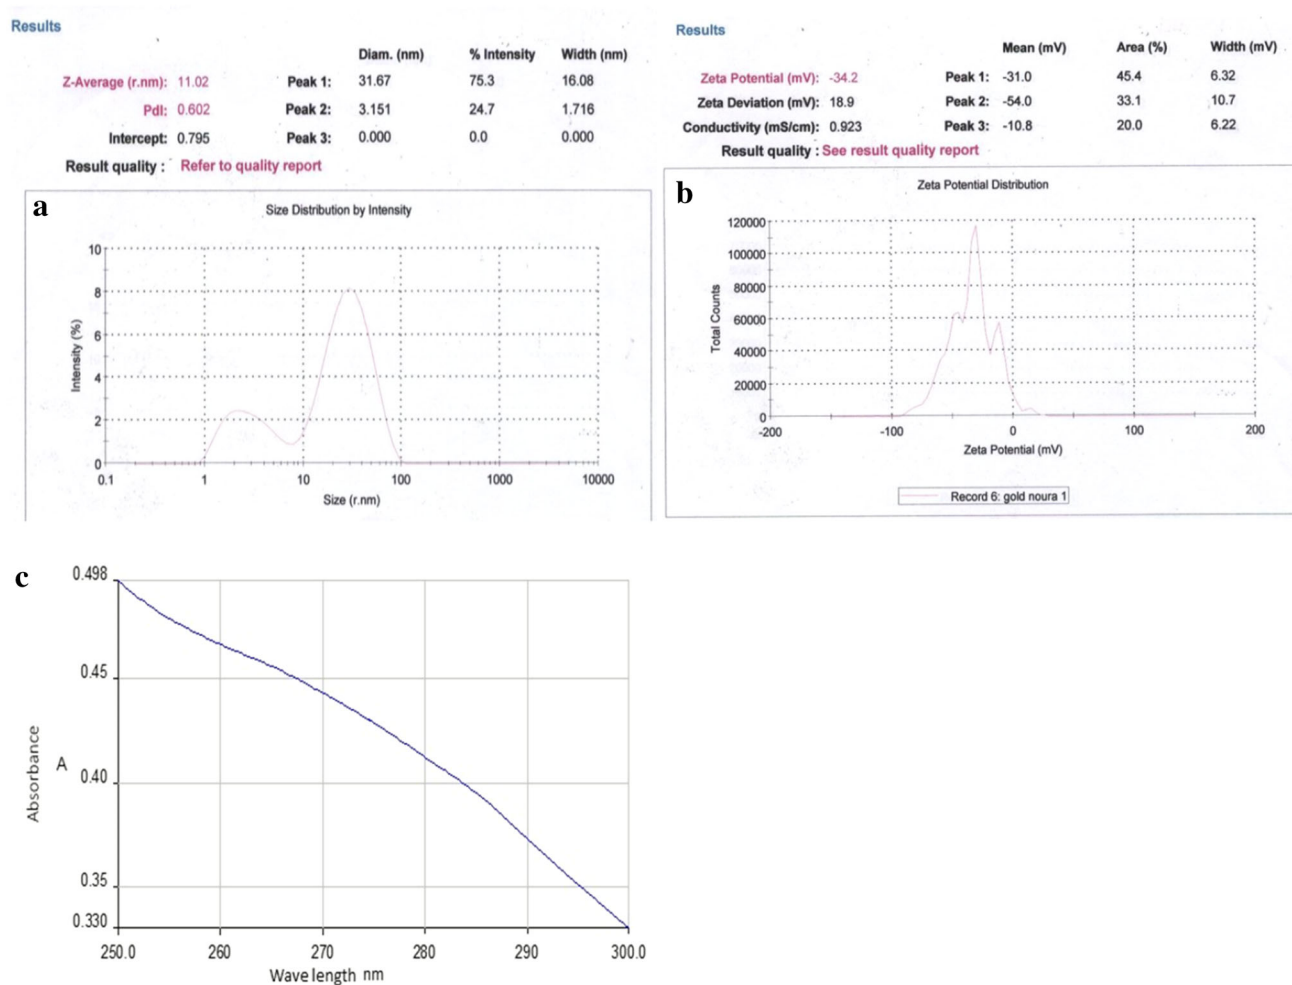 Results
Diam. (nm) % Intensity Width (nm)
Z-Average (r.nm): 11.02 Peak 1: 31.67 75.3 16.08
PdI: 0.602 Peak 2: 3.151 24.7 1.716
Intercept: 0.795 Peak 3: 0.000 0.0 0.000
Result quality : Refer to quality report
a
Size Distribution by Intensity
10
8
6
4
2
0
Intensity (%)
0.1 1 10 100 1000 10000
Size (r.nm)
Results
Mean (mV) Area (%) Width (mV)
Zeta Potential (mV): -34.2 Peak 1: -31.0 45.4 6.32
Zeta Deviation (mV): 18.9 Peak 2: -54.0 33.1 10.7
Conductivity (mS/cm): 0.923 Peak 3: -10.8 20.0 6.22
Result quality : See result quality report
b
Zeta Potential Distribution
120000
100000
80000
60000
40000
20000
0
Total Counts
-200 -100 0 100 200
Zeta Potential (mV)
Record 6: gold noura 1
c
0.498
0.45
0.40
0.35
0.330
Absorbance
A
250.0 260 270 280 290 300.0
Wave length nm